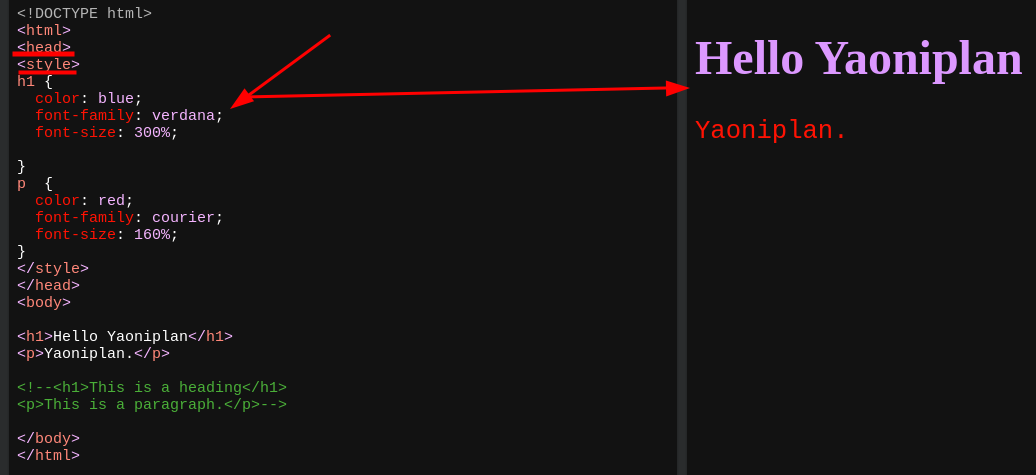 <!DOCTYPE html>
<html>
<head>
<style>
h1 {
  color: blue;
  font-family: verdana;
  font-size: 300%;
}
p  {
  color: red;
  font-family: courier;
  font-size: 160%;
}
</style>
</head>
<body>
<h1>Hello Yaoniplan</h1>
<p>Yaoniplan.</p>
<!--<h1>This is a heading</h1>
<p>This is a paragraph.</p>-->
</body>
</html>
Hello Yaoniplan
Yaoniplan.